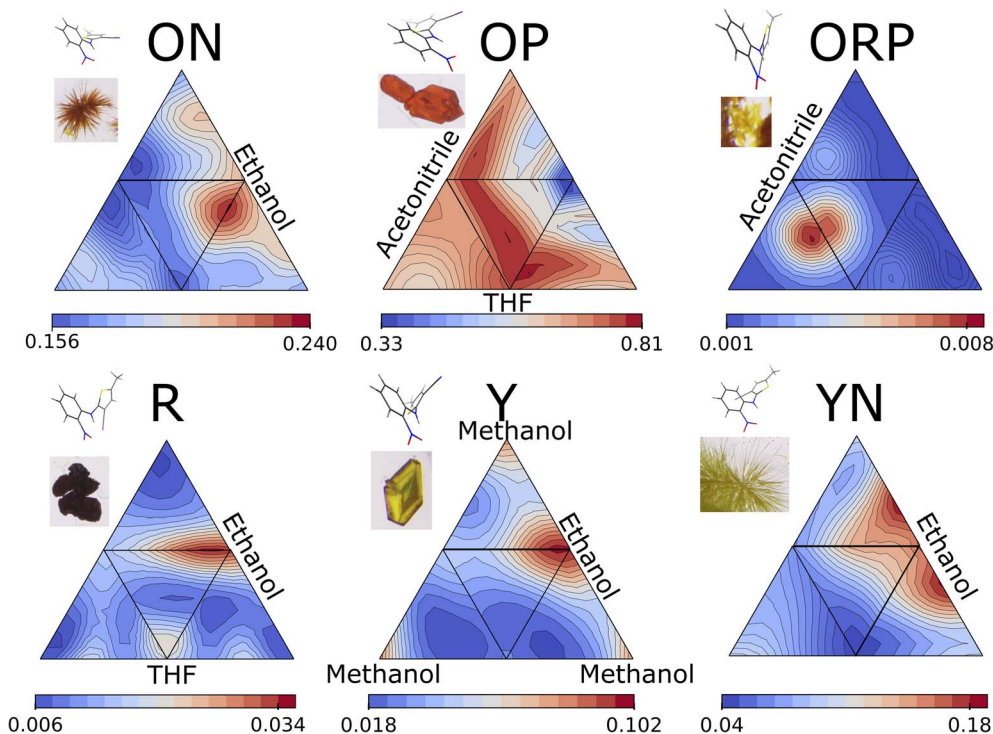 ON
OP
ORP
Ethanol
Acetonitrile
Acetonitrile
THF
0.156
0.240
0.33
0.81
0.001
0.008
R
Y
YN
Methanol
Ethanol
Ethanol
Ethanol
THF
Methanol
Methanol
0.006
0.034
0.018
0.102
0.04
0.18